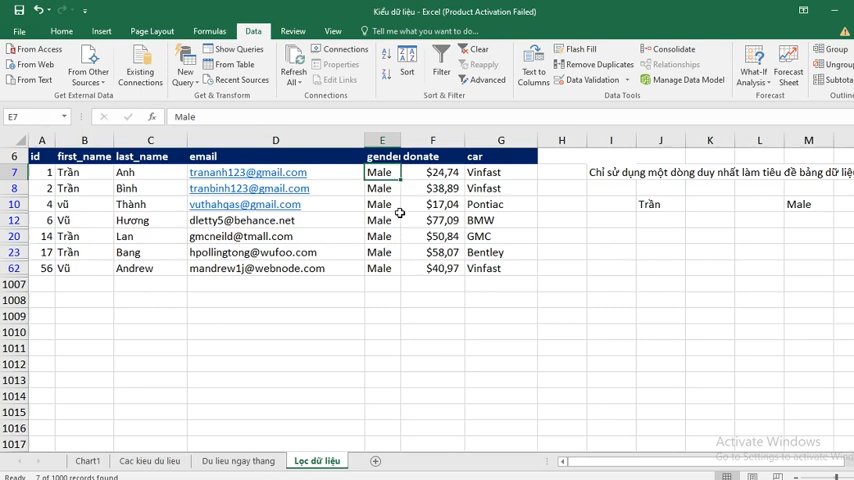 Kiểu dữ liệu - Excel (Product Activation Failed)
File Home Insert Page Layout Formulas Data Review View Tell me what you want to do...
From Access
From Web
From Text
From Other Sources
Existing Connections
Get External Data
New Query
Show Queries
From Table
Recent Sources
Get & Transform
Refresh All
Connections
Properties
Edit Links
Connections
Sort
Filter
Clear
Reapply
Advanced
Sort & Filter
Text to Columns
Flash Fill
Remove Duplicates
Data Validation
Consolidate
Relationships
Manage Data Model
Data Tools
What-If Analysis
Forecast Sheet
Forecast
Group
Ungroup
Subtota
Outlin
E7 fx Male
A B C D E F G H I J K L M
6 id first_name last_name email gender donate car
7 1 Trần Anh trananh123@gmail.com Male $24,74 Vinfast Chỉ sử dụng một dòng duy nhất làm tiêu đề bảng dữ liệu
8 2 Trần Bình tranbinh123@gmail.com Male $38,89 Vinfast
10 4 vũ Thành vuthahqas@gmail.com Male $17,04 Pontiac Trần Male
12 6 Vũ Hương dletty5@behance.net Male $77,09 BMW
20 14 Trần Lan gmcneild@tmall.com Male $50,84 GMC
23 17 Trần Bang hpollingtong@wufoo.com Male $58,07 Bentley
62 56 Vũ Andrew mandrew1j@webnode.com Male $40,97 Vinfast
1007
1008
1009
1010
1011
1012
1013
1014
1015
1016
1017
Activate Windows
Go to Settings to activate Wind
Chart1 Cac kieu du lieu Du lieu ngay thang Lọc dữ liệu
Ready 7 of 1000 records found